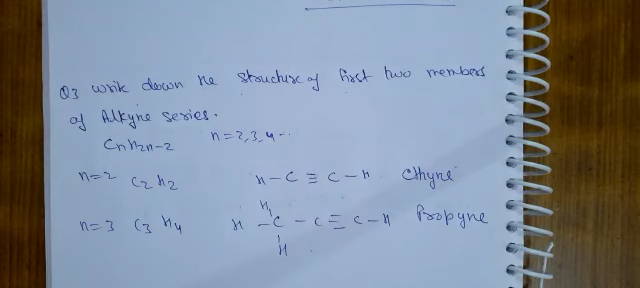 Q3 write down the structure of first two members
of Alkyne series.
CnH2n-2 n=2,3,4--
n=2 C2H2 H-C≡C-H Ethyne
H
n=3 C3H4 H-C-C≡C-H Propyne
H